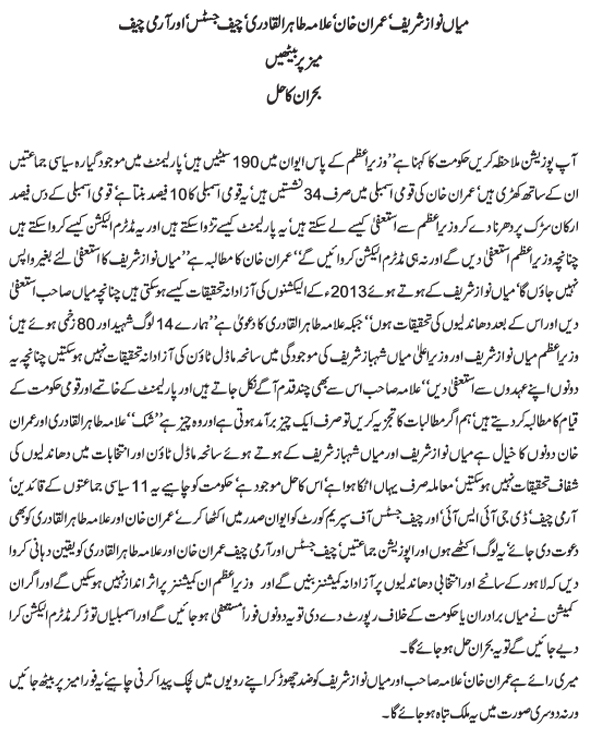 میاں نواز شریف‘ عمران خان‘ علامہ طاہر القادری‘ چیف جسٹس‘ اور آرمی چیف
میز پر بیٹھیں
بحران کا حل
آپ پوزیشن ملاحظہ کریں حکومت کا کہنا ہے’’وزیراعظم کے پاس ایوان میں 190 سیٹیں ہیں‘ پارلیمنٹ میں موجود گیارہ سیاسی جماعتیں
ان کے ساتھ کھڑی ہیں‘ عمران خان کی قومی اسمبلی میں صرف 34 نشستیں ہیں‘ یہ قومی اسمبلی کا 10 فیصد بنتا ہے‘ قومی اسمبلی کے دس فیصد
ارکان سڑک پر دھرنا دے کر وزیراعظم سے استعفیٰ کیسے لے سکتے ہیں‘ یہ پارلیمنٹ کیسے تڑوا سکتے ہیں اور یہ مڈٹرم الیکشن کیسے کروا سکتے ہیں
چنانچہ وزیراعظم استعفیٰ دیں گے اور نہ ہی مڈٹرم الیکشن کروائیں گے‘‘ عمران خان کا مطالبہ ہے’’میاں نواز شریف کا استعفیٰ لئے بغیر واپس
نہیں جاؤں گا‘ میاں نواز شریف کے ہوتے ہوئے 2013ء کے الیکشنوں کی آزادانہ تحقیقات کیسے ہو سکتی ہیں چنانچہ میاں صاحب استعفیٰ
دیں اور اس کے بعد دھاندلیوں کی تحقیقات ہوں‘‘ جبکہ علامہ طاہر القادری کا دعویٰ ہے’’ہمارے 14 لوگ شہید اور 80 زخمی ہوئے ہیں‘
وزیراعظم میاں نواز شریف اور وزیراعلیٰ میاں شہباز شریف کی موجودگی میں سانحہ ماڈل ٹاؤن کی آزادانہ تحقیقات نہیں ہو سکتیں چنانچہ یہ
دونوں اپنے عہدوں سے استعفیٰ دیں‘‘ علامہ صاحب اس سے بھی چند قدم آگے نکل جاتے ہیں اور پارلیمنٹ کے خاتمے اور قومی حکومت کے
قیام کا مطالبہ کر دیتے ہیں‘ ہم اگر مطالبات کا تجزیہ کریں تو صرف ایک چیز برآمد ہوتی ہے اور وہ چیز ہے’’شک‘‘ علامہ طاہر القادری اور عمران
خان دونوں کا خیال ہے میاں نواز شریف اور میاں شہباز شریف کے ہوتے ہوئے سانحہ ماڈل ٹاؤن اور انتخابات میں دھاندلیوں کی
شفاف تحقیقات نہیں ہو سکتیں‘ معاملہ صرف یہاں اٹکا ہوا ہے‘ اس کا حل موجود ہے‘ حکومت کو چاہیے یہ 11 سیاسی جماعتوں کے قائدین‘
آرمی چیف‘ ڈی جی آئی ایس آئی‘ اور چیف جسٹس آف سپریم کورٹ کو ایوان صدر میں اکٹھا کرے‘ عمران خان اور علامہ طاہر القادری کو بھی
دعوت دی جائے‘ یہ لوگ اکٹھے ہوں اور اپوزیشن جماعتیں‘ چیف جسٹس اور آرمی چیف عمران خان اور علامہ طاہر القادری کو یقین دہانی کروا
دیں کہ لاہور کے سانحے اور انتخابی دھاندلیوں پر آزادانہ کمیشنز بنیں گے اور وزیراعظم ان کمیشنز پر اثر انداز نہیں ہو سکیں گے اور اگر ان
کمیشن نے میاں برادران یا حکومت کے خلاف رپورٹ دے دی تو یہ دونوں فوراً مستعفی ہو جائیں گے اور اسمبلیاں توڑ کر مڈٹرم الیکشن کرا
دیے جائیں گے تو یہ بحران حل ہو جائے گا۔
میری رائے ہے عمران خان‘ علامہ صاحب اور میاں نواز شریف کو ضد چھوڑ کر اپنے رویوں میں لچک پیدا کرنی چاہیے‘ یہ فوراً میز پر بیٹھ جائیں
ورنہ دوسری صورت میں یہ ملک تباہ ہو جائے گا۔